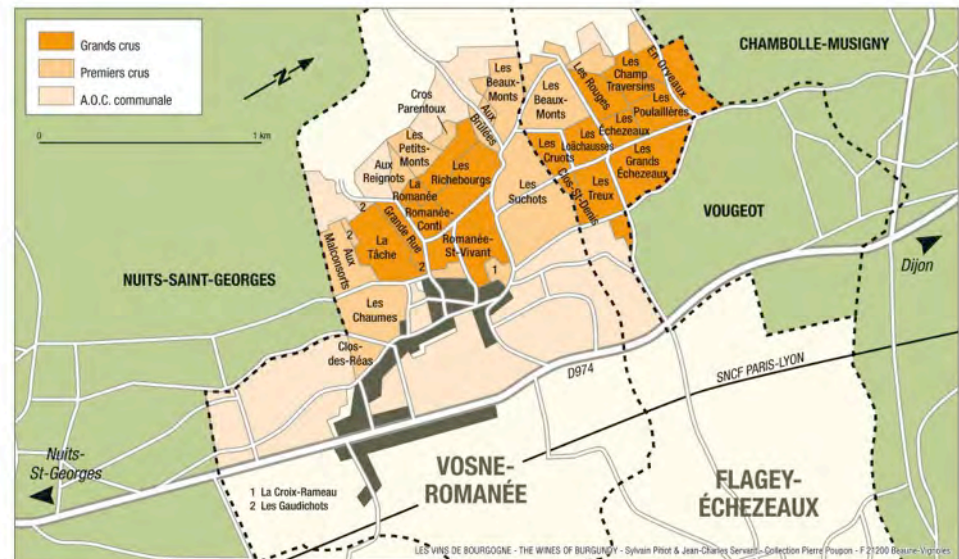 Grands crus
Premiers crus
A.O.C. communale
N
0
1 km
CHAMBOLLE-MUSIGNY
En Orveaux
Les
Beaux-
Monts
Les
Beaux-
Monts
Les Rouges
Les
Champ
Traversins
Les
Poulaillères
Cros
Parentoux
Aux
Brûlées
Les
Échezeaux
Les
Petits-
Monts
Les
Cruots
Loächausses
Les Grands
Échezeaux
Aux
Reignots
Les
Richebourgs
La
Romanée
Romanée-
Conti
Les
Suchots
Clos-St-Denis
Les
Treux
2
Grande Rue
2
Aux
Malconsorts
La
Tâche
2
Romanée-
St-Vivant
1
VOUGEOT
NUITS-SAINT-GEORGES
Dijon
Les
Chaumes
Clos-
des-Réas
D974
SNCF PARIS-LYON
Nuits-
St-Georges
VOSNE-
ROMANÉE
FLAGEY-
ÉCHEZEAUX
1 La Croix-Rameau
2 Les Gaudichots
LES VINS DE BOURGOGNE - THE WINES OF BURGUNDY - Sylvain Pitiot & Jean-Charles Servant - Collection Pierre Poupon - F 21200 Beaune-Vignoles